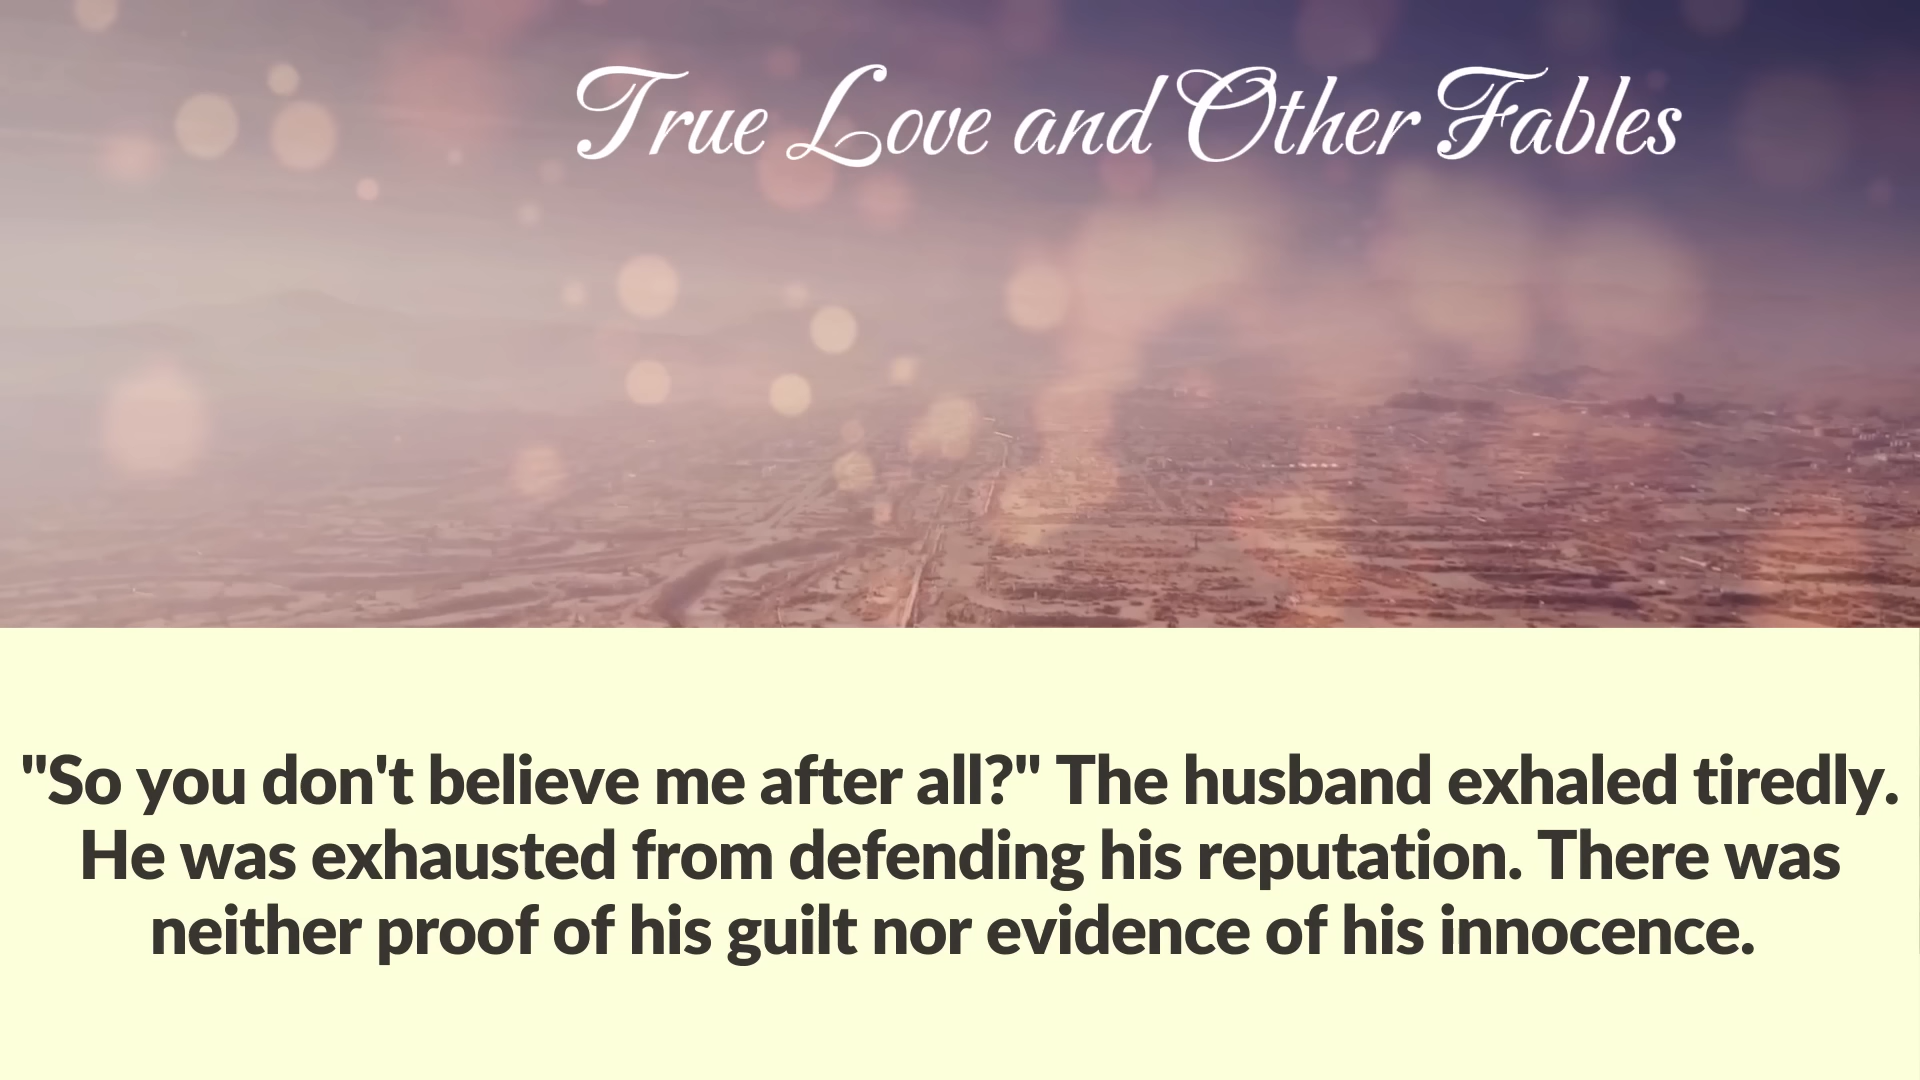 True Love and Other Fables
"So you don't believe me after all?" The husband exhaled tiredly.
He was exhausted from defending his reputation. There was
neither proof of his guilt nor evidence of his innocence.